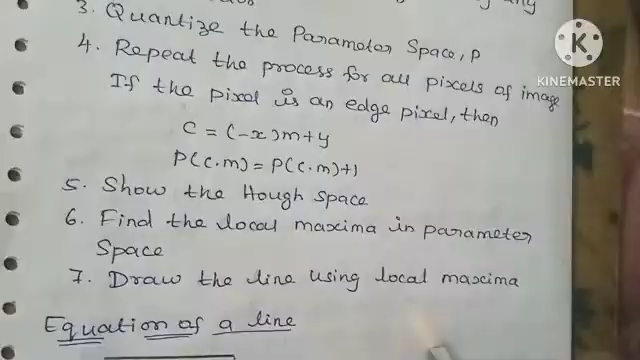 any
3. Quantize the Parameter Space, P
4. Repeat the process for all pixels of image
If the pixel is an edge pixel, then
C = (-x)m+y
P(C.m) = P(C.m)+1
5. Show the Hough Space
6. Find the local maxima in parameter
Space
7. Draw the line using local maxima
Equation of a line
K
KINEMASTER